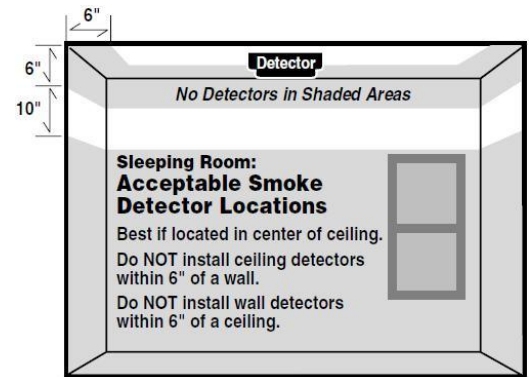 6"
6"
Detector
No Detectors in Shaded Areas
10"
Sleeping Room:
Acceptable Smoke
Detector Locations
Best if located in center of ceiling.
Do NOT install ceiling detectors
within 6" of a wall.
Do NOT install wall detectors
within 6" of a ceiling.